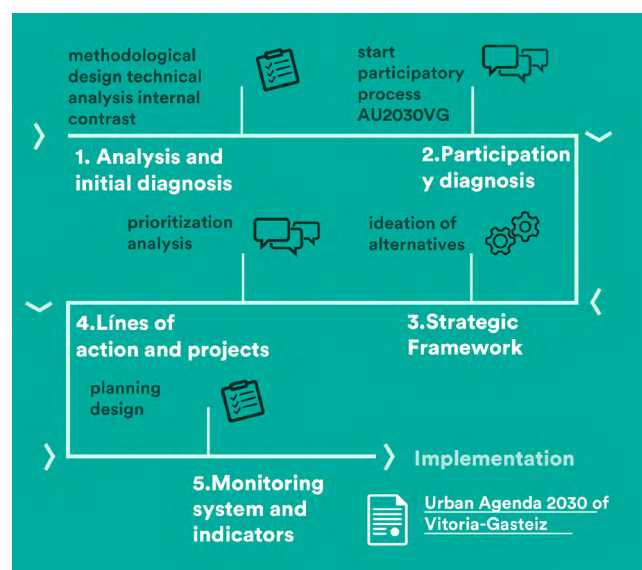 methodological
design technical
analysis internal
contrast
start
participatory
process
AU2030VG
1. Analysis and
initial diagnosis
2.Participation
y diagnosis
prioritization
analysis
ideation of
alternatives
4.Línes of
action and projects
3.Strategic
Framework
planning
design
5.Monitoring
system and
indicators
Implementation
Urban Agenda 2030 of
Vitoria-Gasteiz